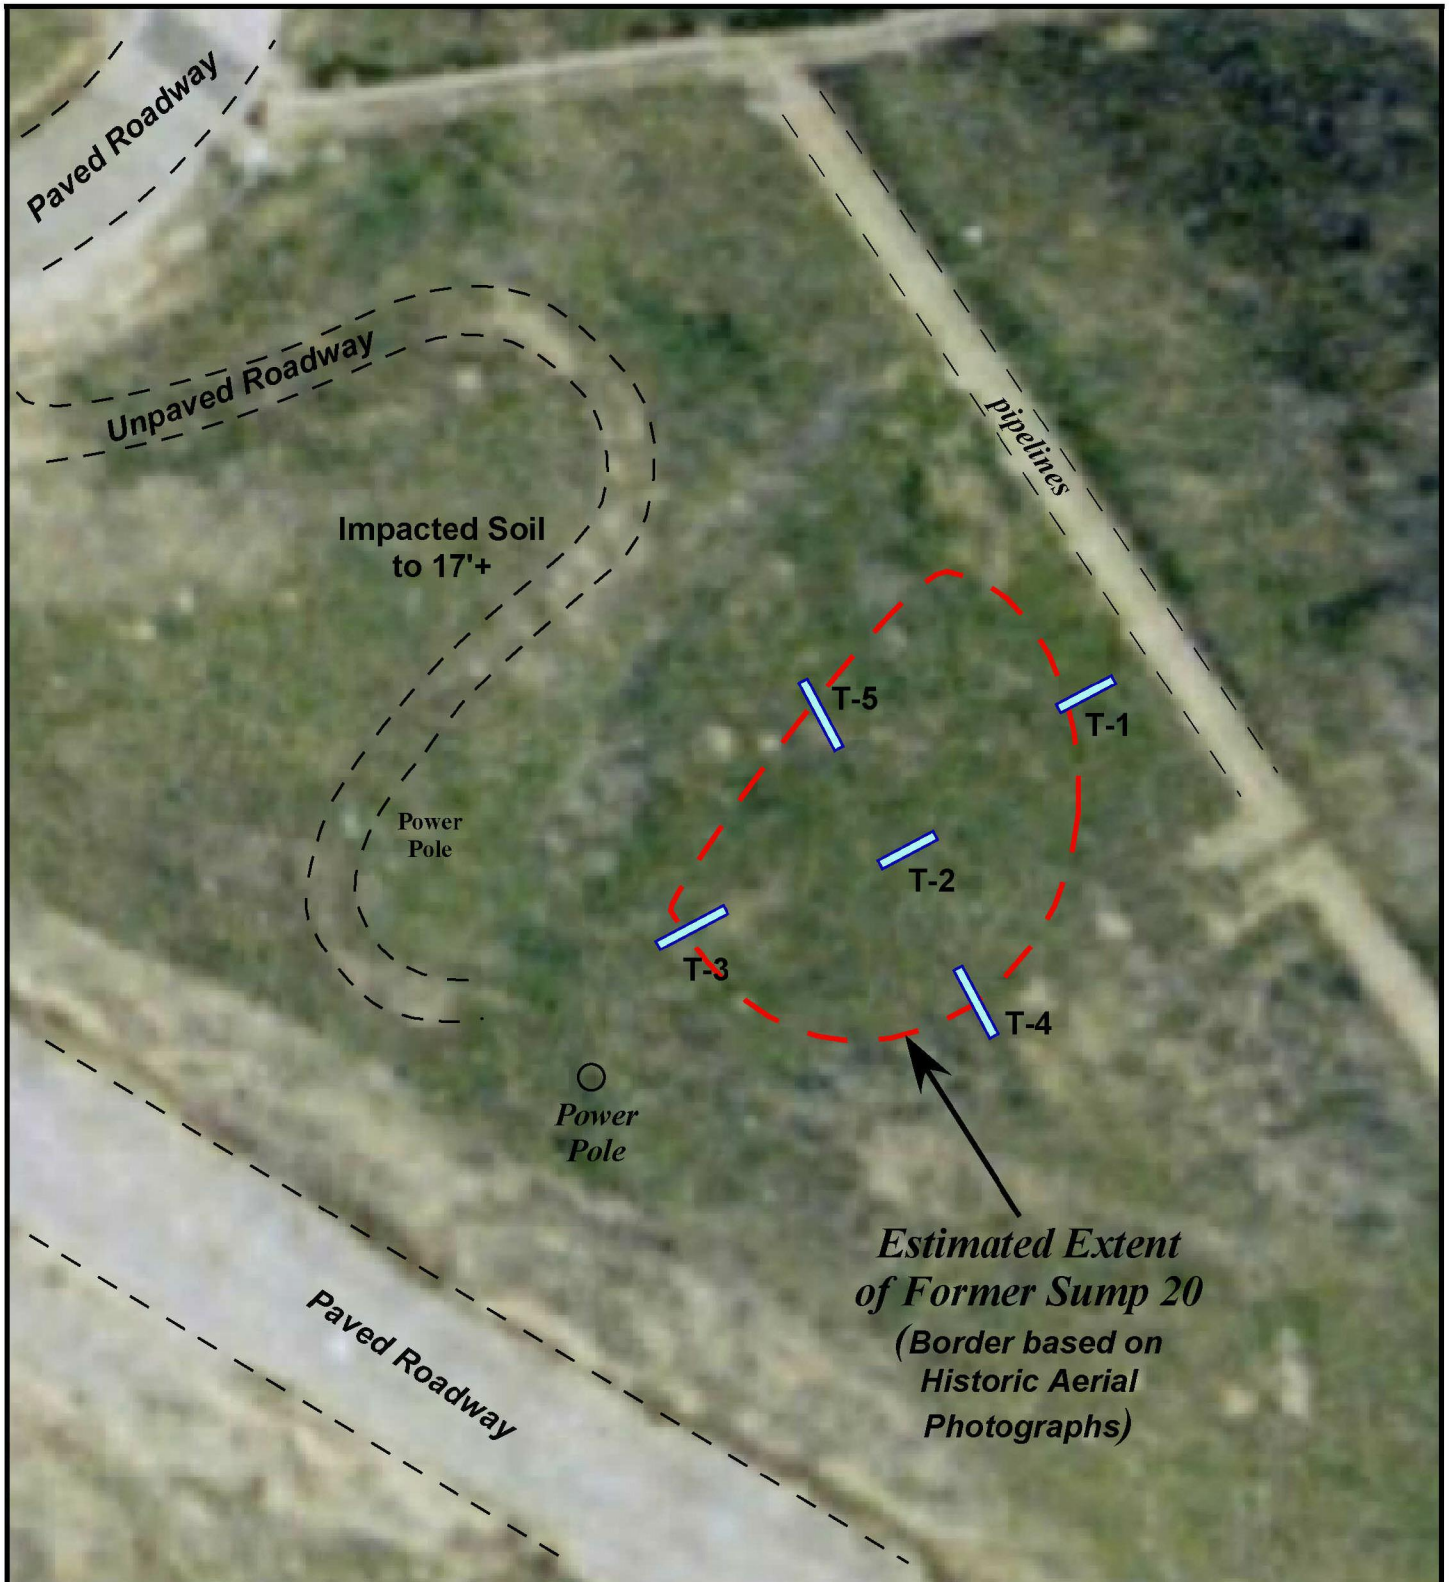 Paved Roadway
Unpaved Roadway
pipelines
Impacted Soil
to 17'+
T-5
T-1
Power
Pole
T-2
T-3
T-4
Power
Pole
Estimated Extent
of Former Sump 20
(Border based on
Historic Aerial
Photographs)
Paved Roadway